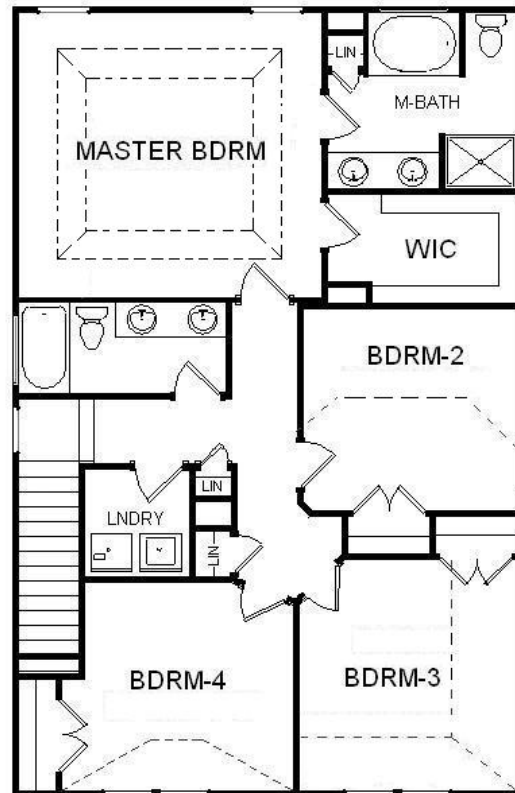 LIN
M-BATH
MASTER BDRM
WIC
BDRM-2
LIN
LNDRY
LIN
BDRM-4
BDRM-3